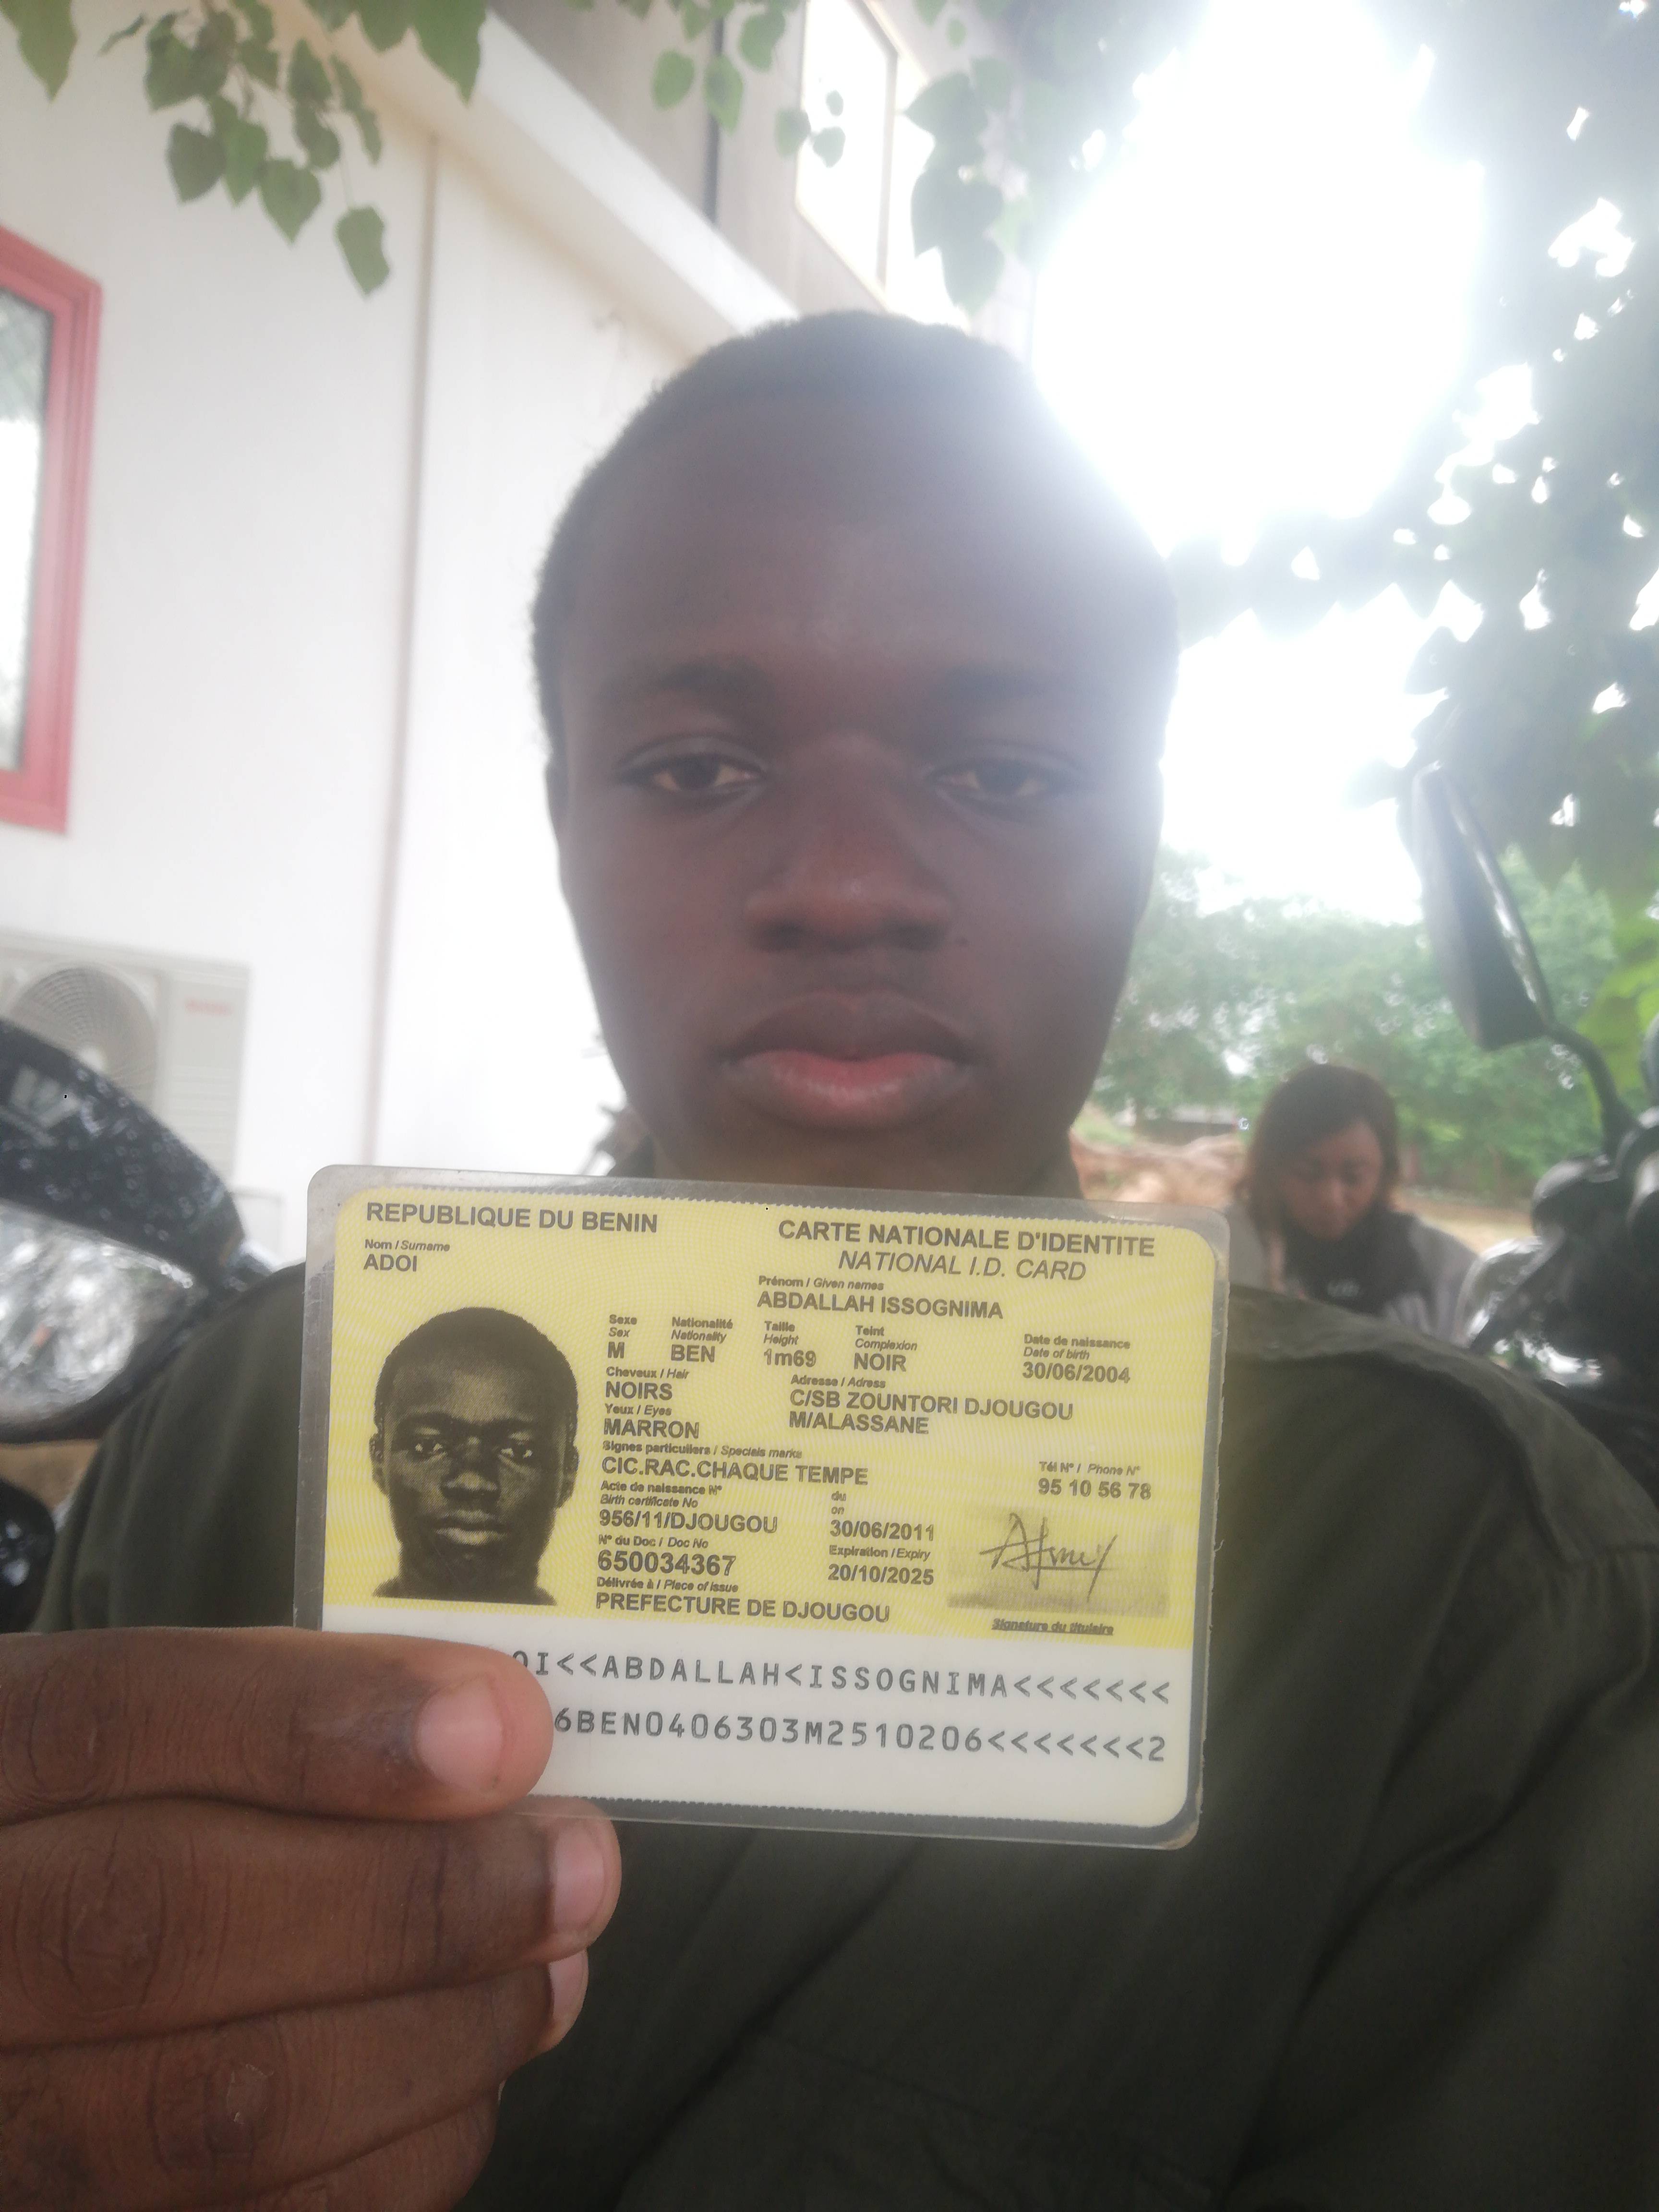 REPUBLIQUE DU BENIN
CARTE NATIONALE D'IDENTITE
NATIONAL I.D. CARD
Nom / Surname
ADOI
Prénom / Given names
ABDALLAH ISSOGNIMA
Sexe
Sex
M
Nationalité
Nationality
BEN
Taille
Height
1m69
Teint
Complexion
NOIR
Date de naissance
Date of birth
30/06/2004
Cheveux / Hair
NOIRS
Adresse / Adress
C/SB ZOUNTORI DJOUGOU
M/ALASSANE
Yeux / Eyes
MARRON
Signes particuliers / Specials marks
CIC.RAC.CHAQUE TEMPE
Tél N° / Phone N°
95 10 56 78
Acte de naissance N°
Birth certificate No
956/11/DJOUGOU
du
on
30/06/2011
N° du Doc / Doc No
650034367
Expiration / Expiry
20/10/2025
Délivrée à / Place of issue
PREFECTURE DE DJOUGOU
Signature du titulaire
OI<<ABDALLAH<ISSOGNIMA<<<<<<<
6BEN0406303M2510206<<<<<<<2